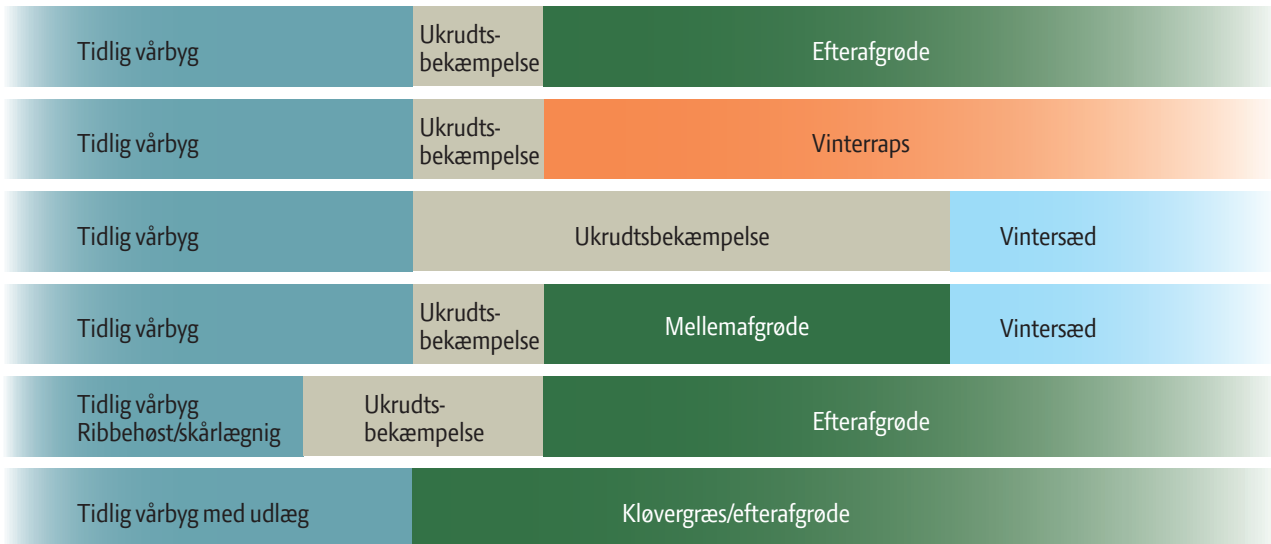 Tidlig vårbyg
Ukrudts-
bekæmpelse
Efterafgrøde
Tidlig vårbyg
Ukrudts-
bekæmpelse
Vinterraps
Tidlig vårbyg
Ukrudtsbekæmpelse
Vintersæd
Tidlig vårbyg
Ukrudts-
bekæmpelse
Mellemafgrøde
Vintersæd
Tidlig vårbyg
Ribbehøst/skårlægnig
Ukrudts-
bekæmpelse
Efterafgrøde
Tidlig vårbyg med udlæg
Kløvergræs/efterafgrøde